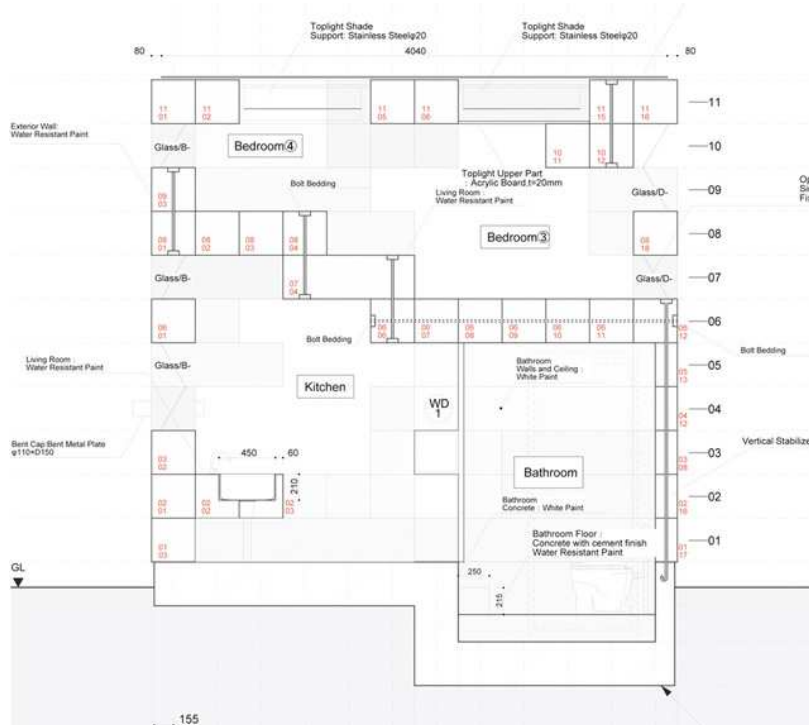 Toplight Shade
Support: Stainless Steelφ20
Toplight Shade
Support: Stainless Steelφ20
80
4040
80
11
01
11
02
11
05
11
06
11
15
11
16
11
Exterior Wall:
Water Resistant Paint
Glass/B-
Bedroom④
10
11
10
12
10
Toplight Upper Part
: Acrylic Board,t=20mm
Bolt Bedding
Living Room :
Water Resistant Paint
09
03
Glass/D-
09
Op
Si
Fi
08
01
08
02
08
03
08
04
Bedroom③
08
18
08
Glass/B-
07
04
Glass/D-
07
06
01
06
06
06
07
06
08
06
09
06
10
06
11
06
12
06
Bolt Bedding
Bolt Bedding
Living Room :
Water Resistant Paint
Glass/B-
Bathroom
Walls and Ceiling :
White Paint
05
13
05
Kitchen
WD
1
04
12
04
Bent Cap:Bent Metal Plate
φ110×D150
450
60
03
02
03
Vertical Stabilize
210
Bathroom
02
01
02
02
02
03
02
16
02
Bathroom
Concrete : White Paint
01
03
Bathroom Floor :
Concrete with cement finish
Water Resistant Paint
01
17
01
GL
250
215
155